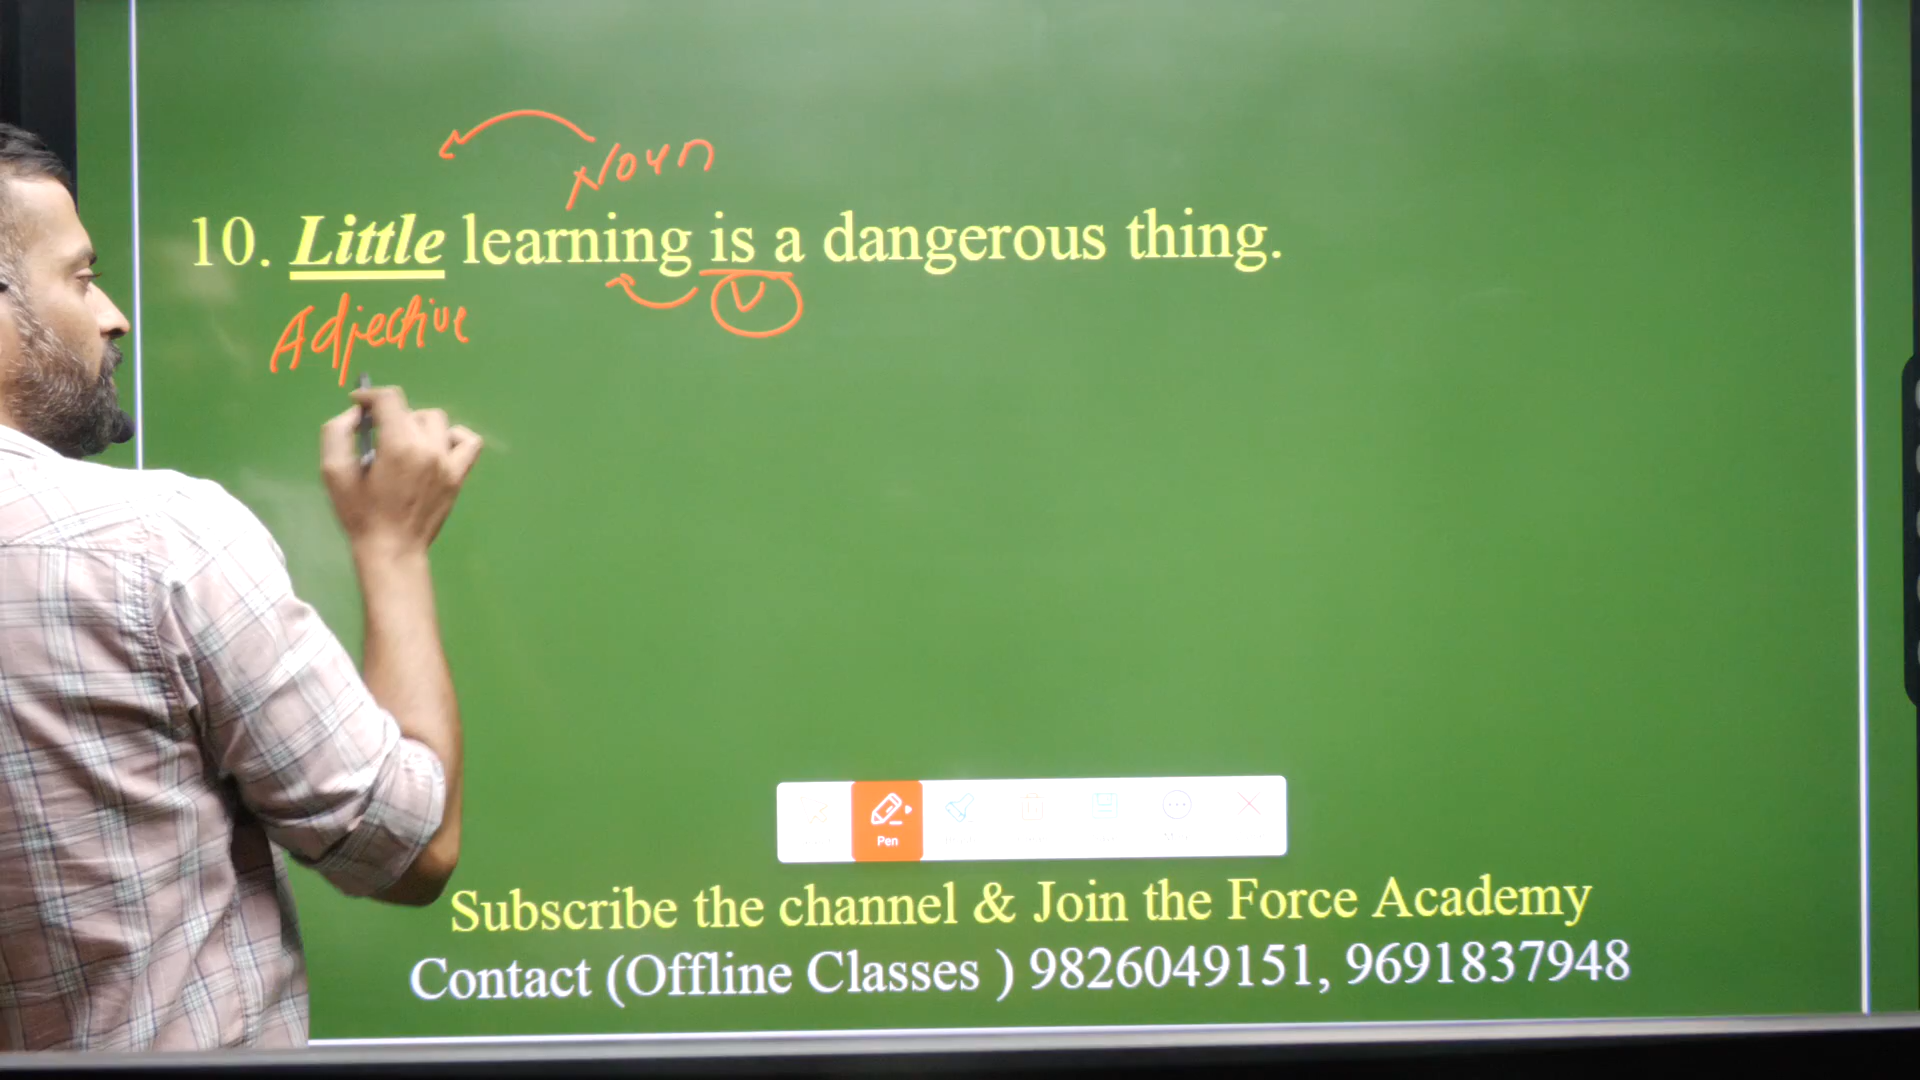 Noun
10. Little learning is a dangerous thing.
V
Adjective
Pen
Subscribe the channel & Join the Force Academy
Contact (Offline Classes ) 9826049151, 9691837948